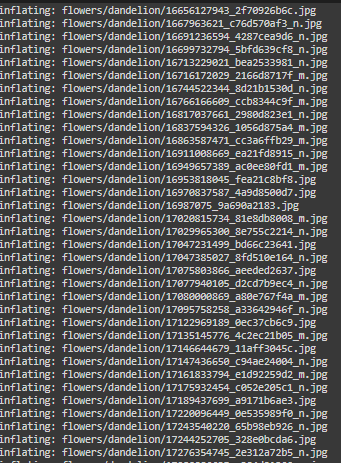 inflating: flowers/dandelion/16656127943_2f70926b6c.jpg
inflating: flowers/dandelion/1667963621_c76d570af3_n.jpg
inflating: flowers/dandelion/16691236594_4287cea9d6_n.jpg
inflating: flowers/dandelion/16699732794_5bfd639cf8_n.jpg
inflating: flowers/dandelion/16713229021_bea2533981_n.jpg
inflating: flowers/dandelion/16716172029_2166d8717f_m.jpg
inflating: flowers/dandelion/16744522344_8d21b1530d_n.jpg
inflating: flowers/dandelion/16766166609_ccb8344c9f_m.jpg
inflating: flowers/dandelion/16817037661_2980d823e1_n.jpg
inflating: flowers/dandelion/16837594326_1056d875a4_m.jpg
inflating: flowers/dandelion/16863587471_cc3a6ffb29_m.jpg
inflating: flowers/dandelion/16911008669_ea21fd8915_n.jpg
inflating: flowers/dandelion/16949657389_ac0ee80fd1_m.jpg
inflating: flowers/dandelion/16953818045_fea21c8bf8.jpg
inflating: flowers/dandelion/16970837587_4a9d8500d7.jpg
inflating: flowers/dandelion/16987075_9a690a2183.jpg
inflating: flowers/dandelion/17020815734_81e8db8008_m.jpg
inflating: flowers/dandelion/17029965300_8e755c2214_n.jpg
inflating: flowers/dandelion/17047231499_bd66c23641.jpg
inflating: flowers/dandelion/17047385027_8fd510e164_n.jpg
inflating: flowers/dandelion/17075803866_aeeded2637.jpg
inflating: flowers/dandelion/17077940105_d2cd7b9ec4_n.jpg
inflating: flowers/dandelion/17080000869_a80e767f4a_m.jpg
inflating: flowers/dandelion/17095758258_a33642946f_n.jpg
inflating: flowers/dandelion/17122969189_0ec37cb6c9.jpg
inflating: flowers/dandelion/17135145776_4c2ec21b05_m.jpg
inflating: flowers/dandelion/17146644679_11aff3045c.jpg
inflating: flowers/dandelion/17147436650_c94ae24004_n.jpg
inflating: flowers/dandelion/17161833794_e1d92259d2_m.jpg
inflating: flowers/dandelion/17175932454_c052e205c1_n.jpg
inflating: flowers/dandelion/17189437699_a9171b6ae3.jpg
inflating: flowers/dandelion/17220096449_0e535989f0_n.jpg
inflating: flowers/dandelion/17243540220_65b98eb926_n.jpg
inflating: flowers/dandelion/17244252705_328e0bcda6.jpg
inflating: flowers/dandelion/17276354745_2e312a72b5_n.jpg